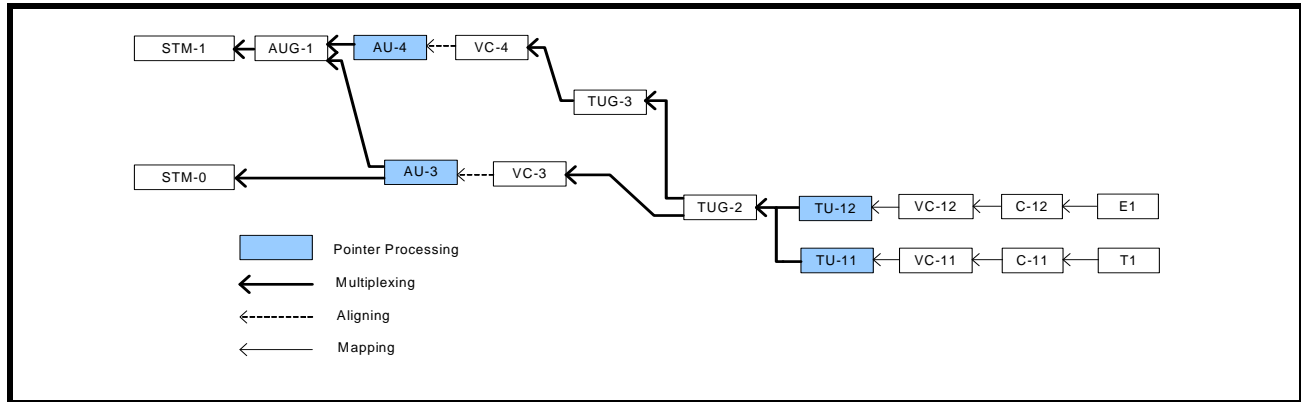 STM-1 AUG-1 AU-4 VC-4
TUG-3
STM-0 AU-3 VC-3
TUG-2 TU-12 VC-12 C-12 E1
TU-11 VC-11 C-11 T1
Pointer Processing
Multiplexing
Aligning
Mapping